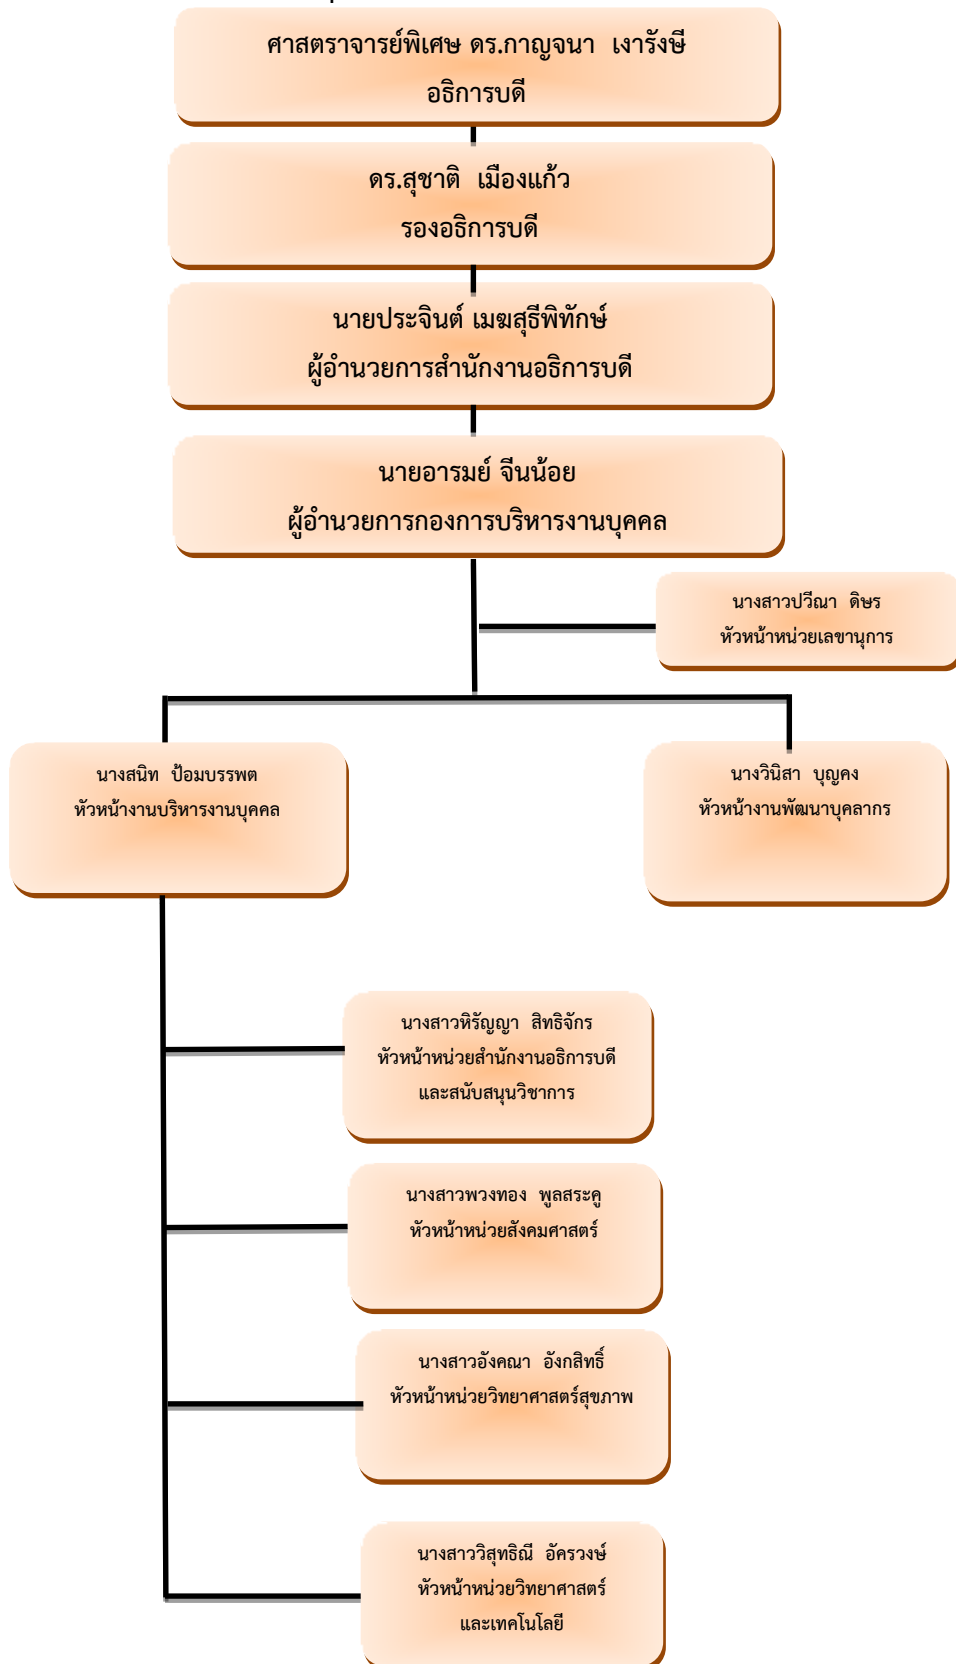 ศาสตราจารย์พิเศษ ดร.กาญจนา เงารังษี
อธิการบดี
ดร.สุชาติ เมืองแก้ว
รองอธิการบดี
นายประจินต์ เมฆสุธีพิทักษ์
ผู้อำนวยการสำนักงานอธิการบดี
นายอารมย์ จีนน้อย
ผู้อำนวยการกองการบริหารงานบุคคล
นางสาวปวีณา ดิษร
หัวหน้าหน่วยเลขานุการ
นางสนิท ป้อมบรรพต
หัวหน้างานบริหารงานบุคคล
นางวินิสา บุญคง
หัวหน้างานพัฒนาบุคลากร
นางสาวหิรัญญา สิทธิจักร
หัวหน้าหน่วยสำนักงานอธิการบดี
และสนับสนุนวิชาการ
นางสาวพวงทอง พูลสระคู
หัวหน้าหน่วยสังคมศาสตร์
นางสาวอังคณา อังกสิทธิ์
หัวหน้าหน่วยวิทยาศาสตร์สุขภาพ
นางสาววิสุทธิณี อัครวงษ์
หัวหน้าหน่วยวิทยาศาสตร์
และเทคโนโลยี